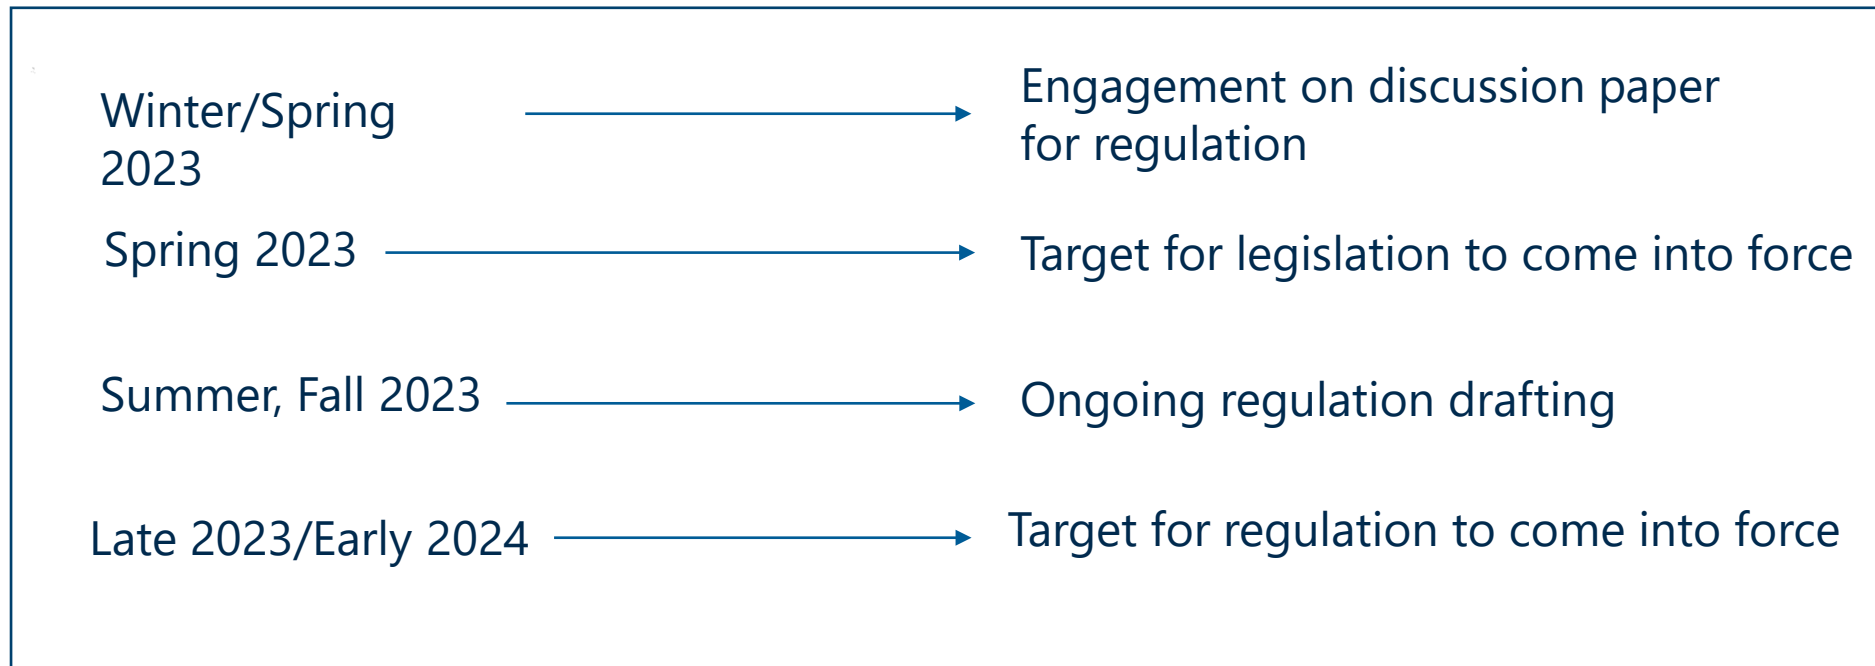 Winter/Spring
2023
Engagement on discussion paper
for regulation
Spring 2023
Target for legislation to come into force
Summer, Fall 2023
Ongoing regulation drafting
Late 2023/Early 2024
Target for regulation to come into force